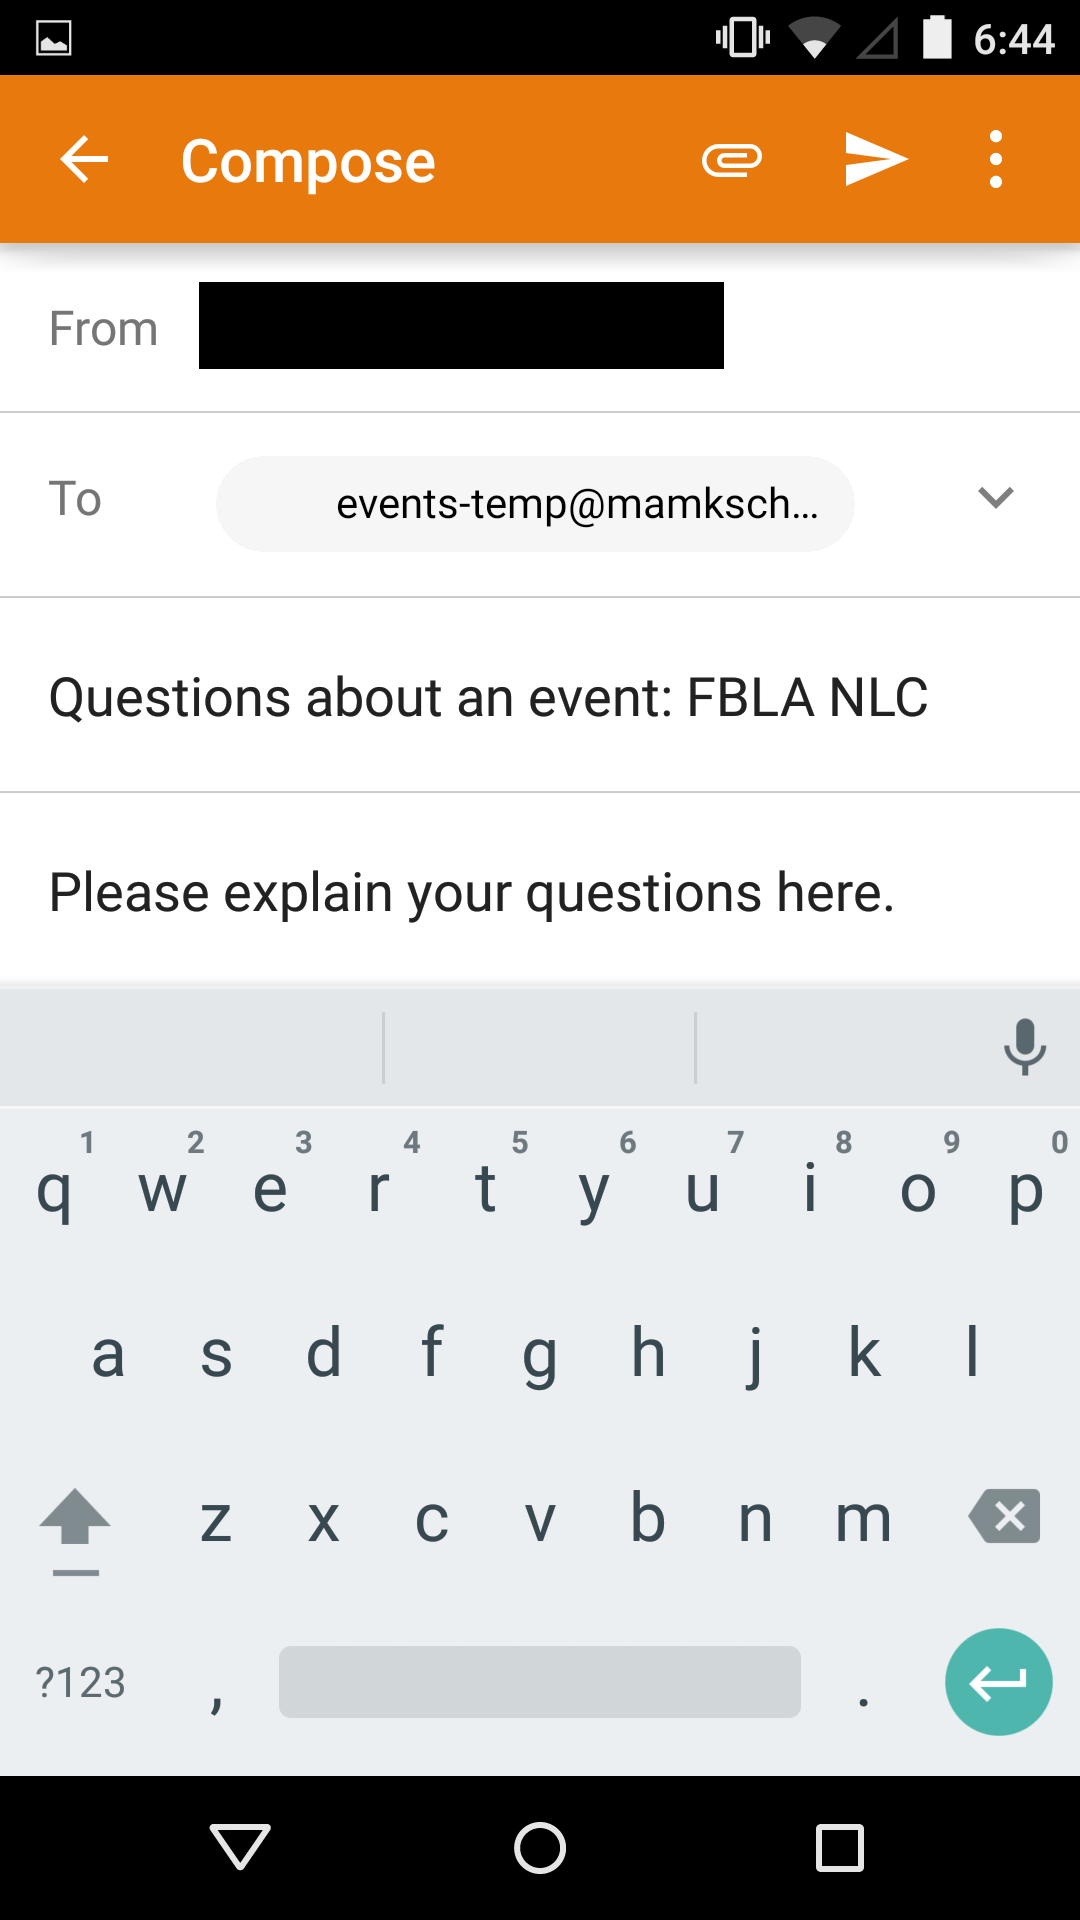 6:44
Compose
From
To events-temp@mamksch...
Questions about an event: FBLA NLC
Please explain your questions here.
1 2 3 4 5 6 7 8 9 0
q w e r t y u i o p
a s d f g h j k l
z x c v b n m
?123 , .